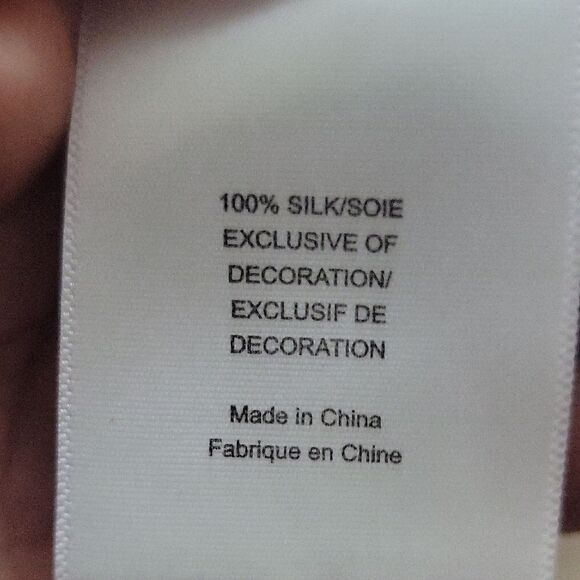 100% SILK/SOIE
EXCLUSIVE OF
DECORATION/
EXCLUSIF DE
DECORATION
Made in China
Fabrique en Chine